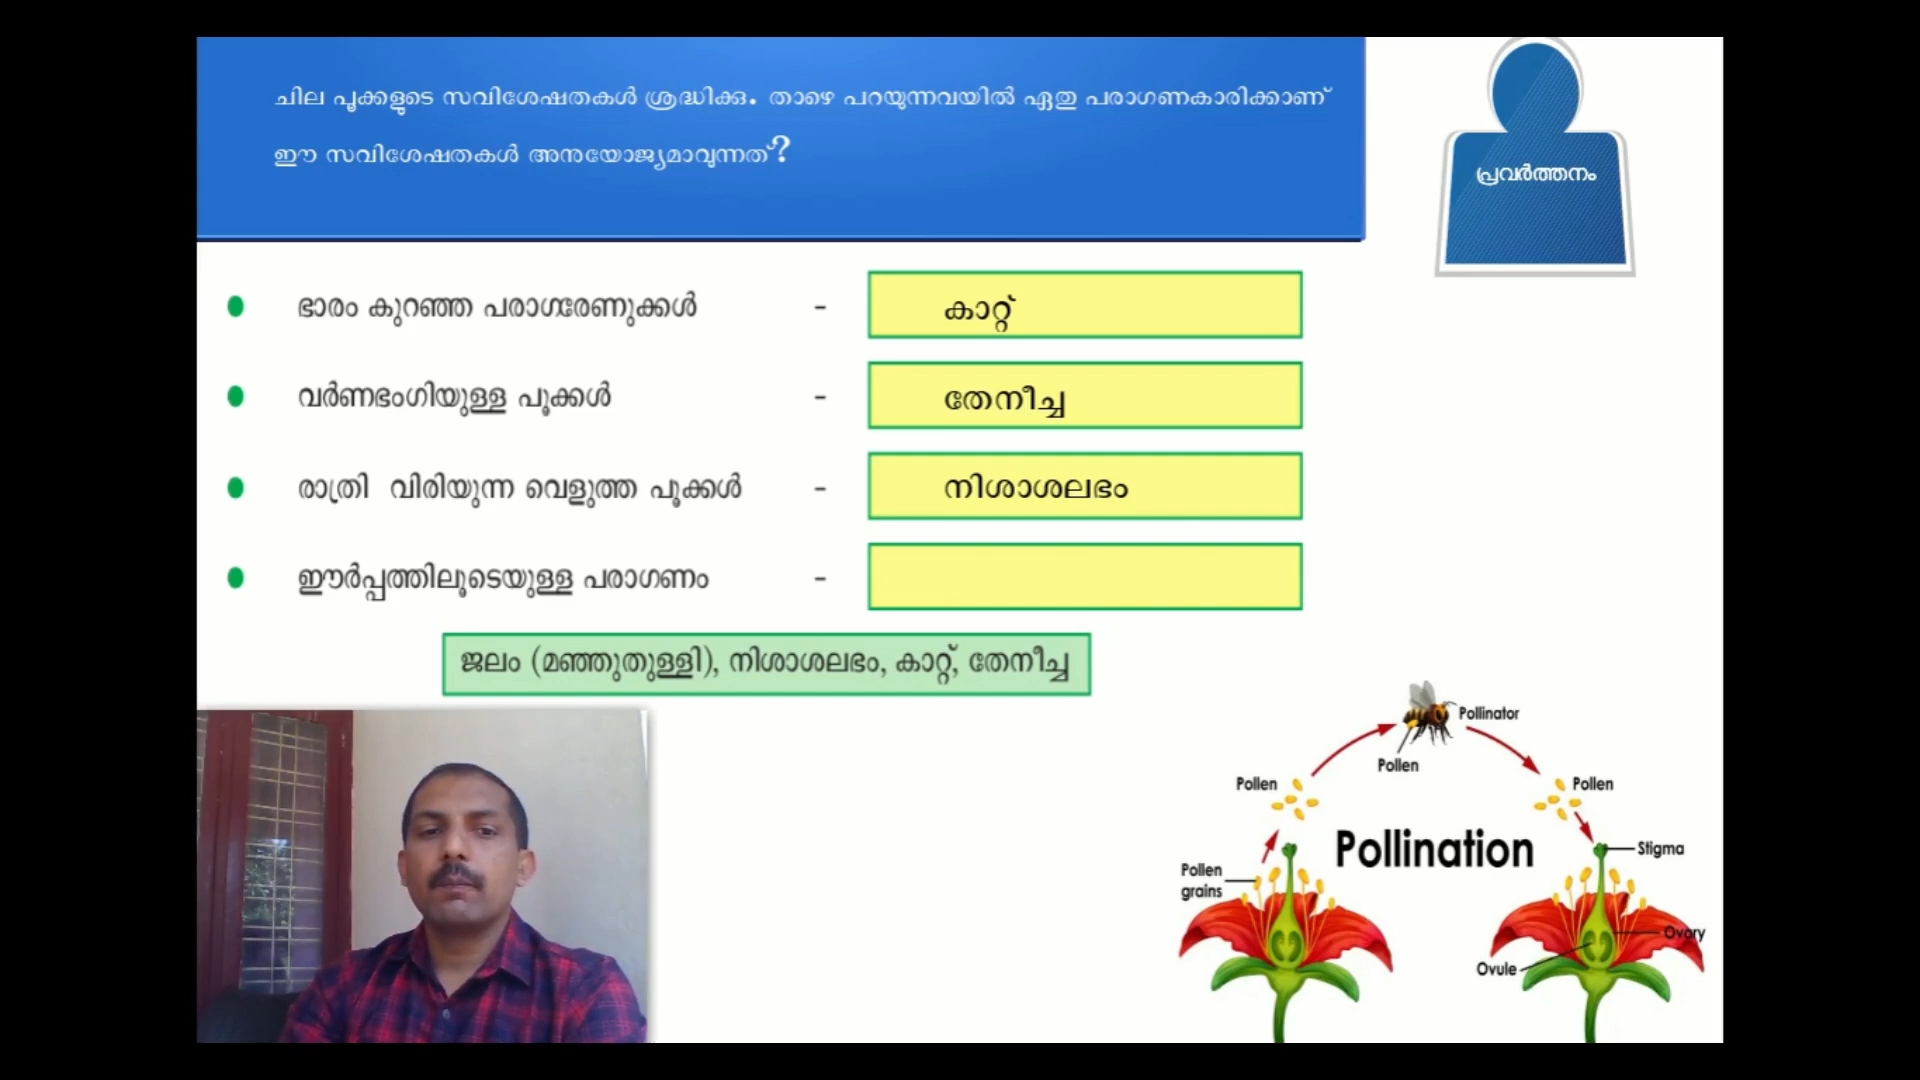 ചില പൂക്കളുടെ സവിശേഷതകൾ ശ്രദ്ധിക്കൂ. താഴെ പറയുന്നവയിൽ ഏതു പരാഗണകാരിക്കാണ്
ഈ സവിശേഷതകൾ അനുയോജ്യമാവുന്നത്?
പ്രവർത്തനം
ഭാരം കുറഞ്ഞ പരാഗരേണുക്കൾ - കാറ്റ്
വർണഭംഗിയുള്ള പൂക്കൾ - തേനീച്ച
രാത്രി വിരിയുന്ന വെളുത്ത പൂക്കൾ - നിശാശലഭം
ഈർപ്പത്തിലൂടെയുള്ള പരാഗണം -
ജലം (മഞ്ഞുതുള്ളി), നിശാശലഭം, കാറ്റ്, തേനീച്ച
Pollinator
Pollen
Pollen
Pollen
Pollination
Stigma
Pollen
grains
Ovary
Ovule